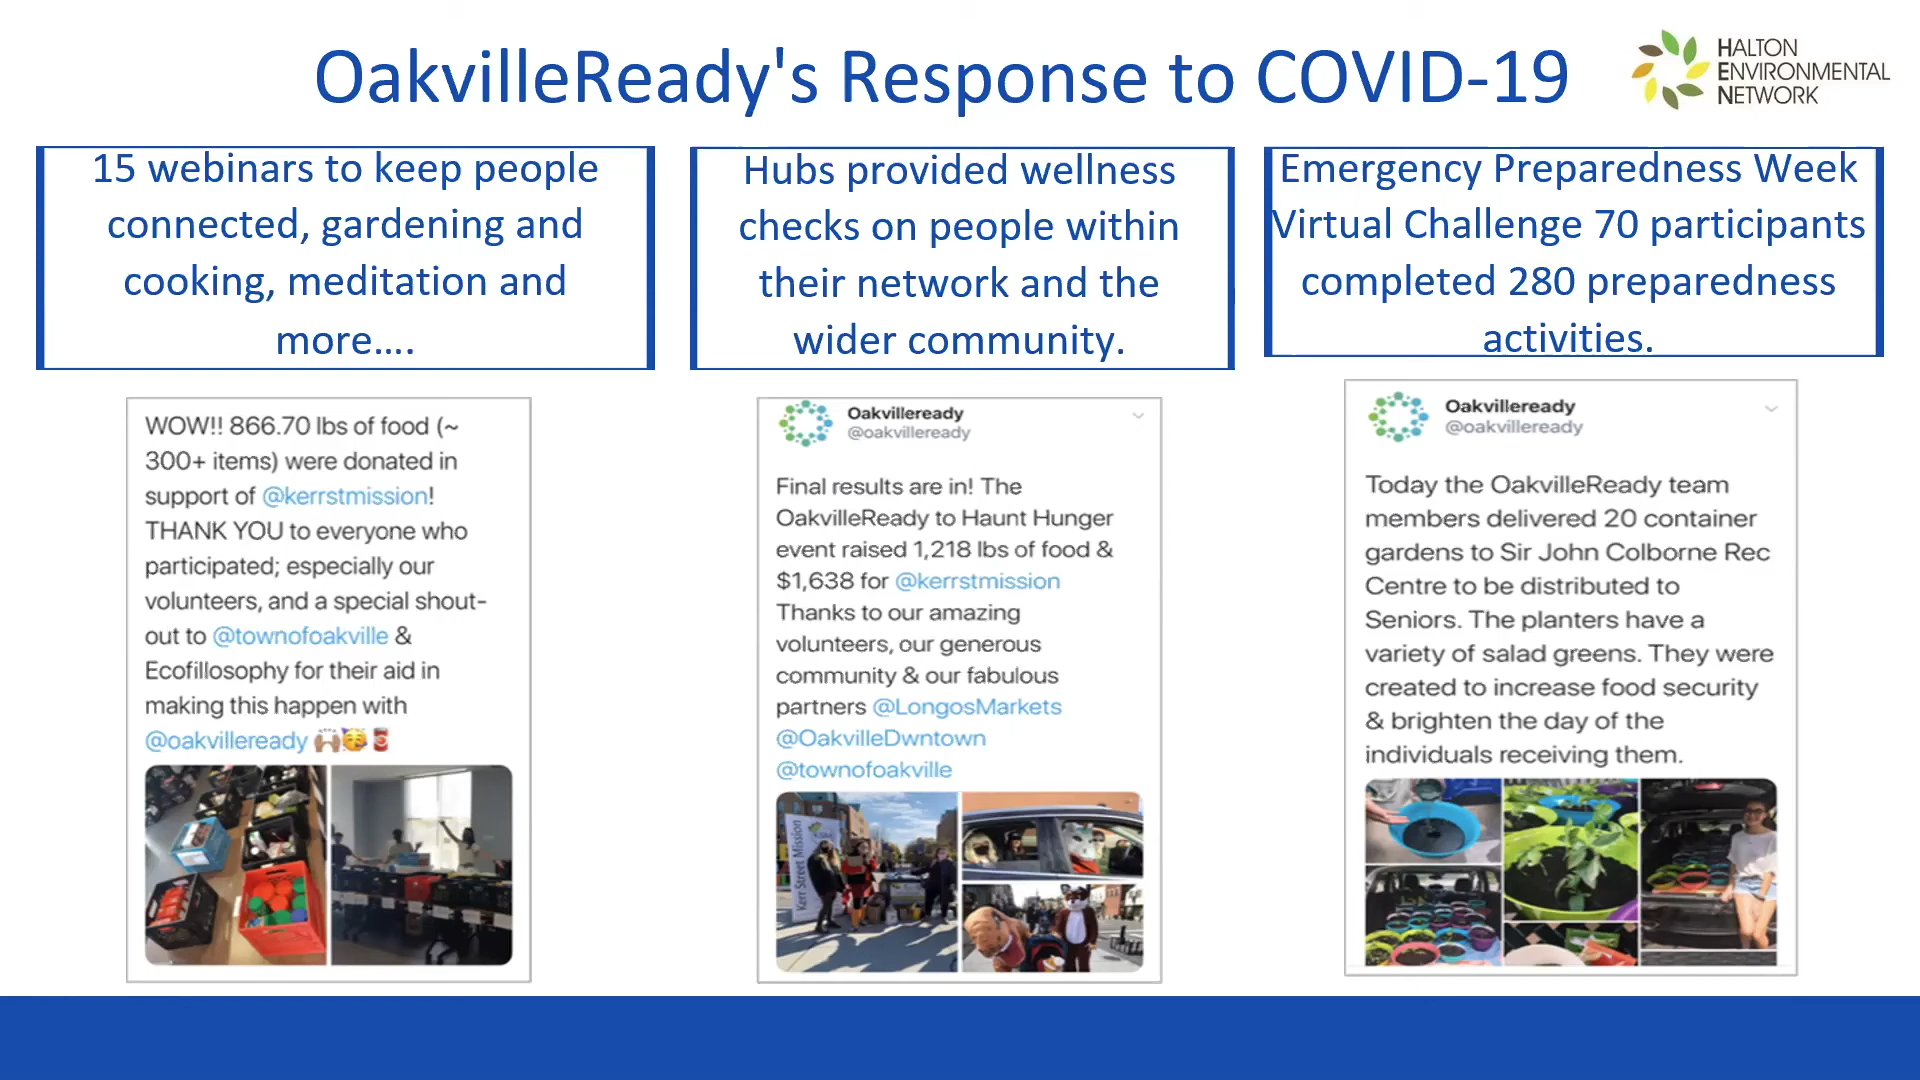 OakvilleReady's Response to COVID-19
HALTON
ENVIRONMENTAL
NETWORK
15 webinars to keep people
connected, gardening and
cooking, meditation and
more....
Hubs provided wellness
checks on people within
their network and the
wider community.
Emergency Preparedness Week
Virtual Challenge 70 participants
completed 280 preparedness
activities.
WOW!! 866.70 lbs of food (~
300+ items) were donated in
support of @kerrstmission!
THANK YOU to everyone who
participated; especially our
volunteers, and a special shout-
out to @townofoakville &
Ecofillosophy for their aid in
making this happen with
@oakvilleready 🙌🏽🥳🥫
Oakvilleready
@oakvilleready
Final results are in! The
OakvilleReady to Haunt Hunger
event raised 1,218 lbs of food &
$1,638 for @kerrstmission
Thanks to our amazing
volunteers, our generous
community & our fabulous
partners @LongosMarkets
@OakvilleDwntown
@townofoakville
Kerr Street Mission
Oakvilleready
@oakvilleready
Today the OakvilleReady team
members delivered 20 container
gardens to Sir John Colborne Rec
Centre to be distributed to
Seniors. The planters have a
variety of salad greens. They were
created to increase food security
& brighten the day of the
individuals receiving them.